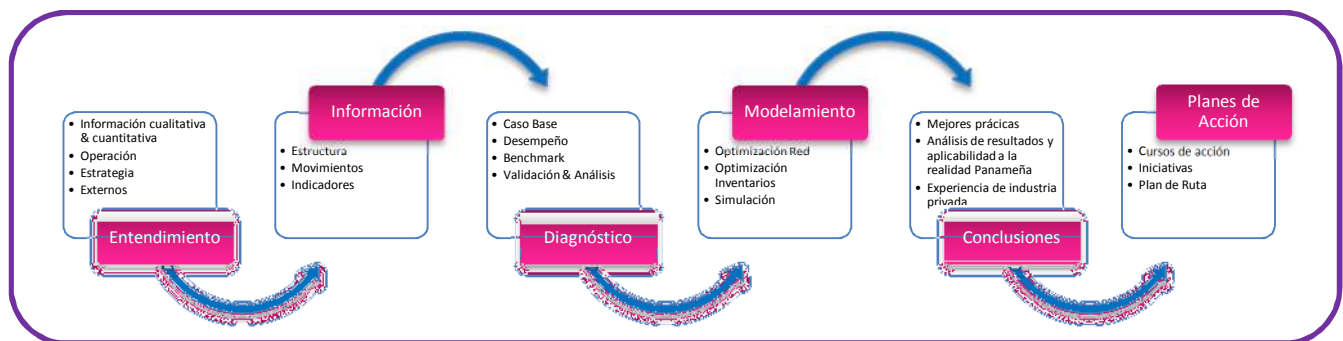 • Información cualitativa
& cuantitativa
• Operación
• Estrategia
• Externos
Entendimiento
Información
• Estructura
• Movimientos
• Indicadores
• Caso Base
• Desempeño
• Benchmark
• Validación & Análisis
Diagnóstico
Modelamiento
• Optimización Red
• Optimización
Inventarios
• Simulación
• Mejores prácicas
• Análisis de resultados y
aplicabilidad a la
realidad Panameña
• Experiencia de industria
privada
Conclusiones
Planes de
Acción
• Cursos de acción
• Iniciativas
• Plan de Ruta